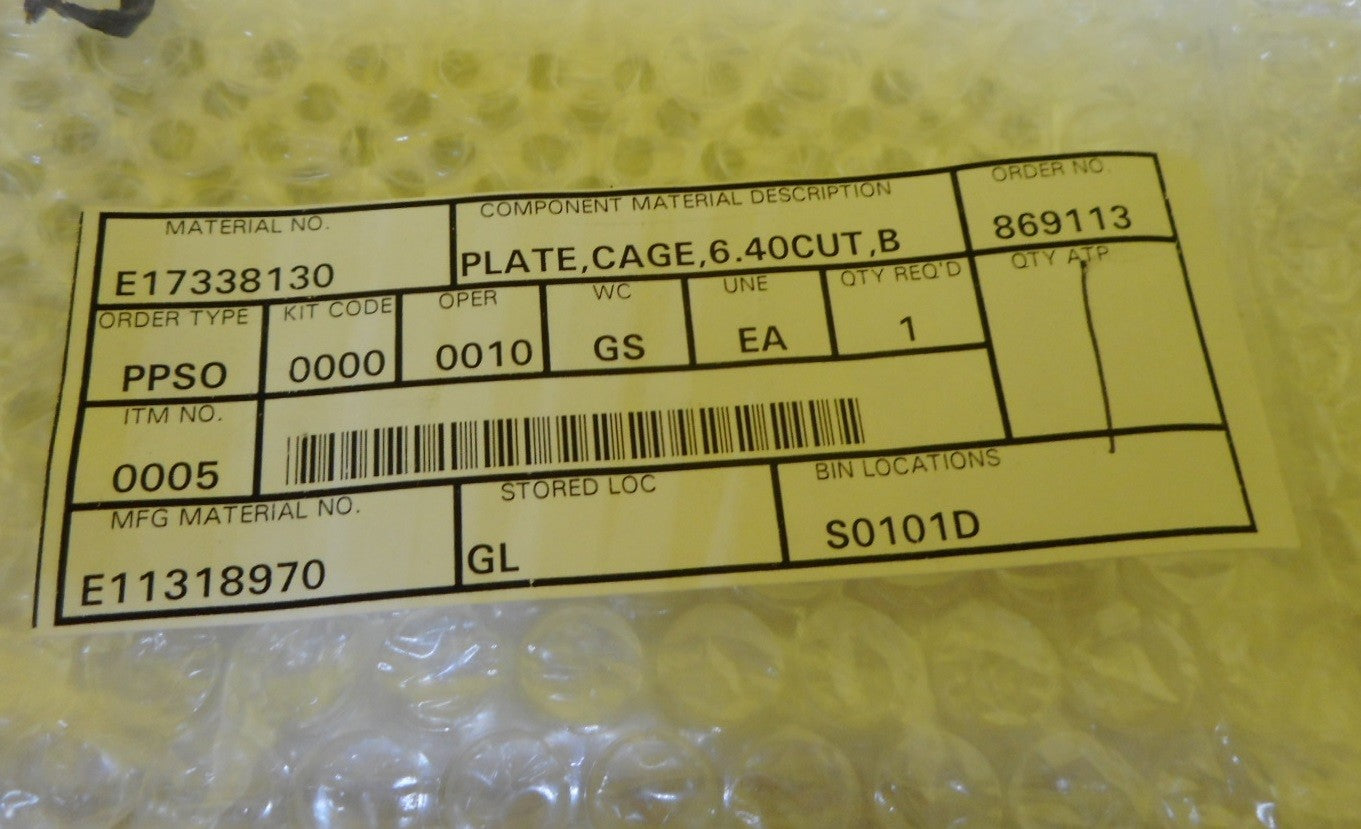 MATERIAL NO. COMPONENT MATERIAL DESCRIPTION ORDER NO.
E17338130 PLATE,CAGE,6.40CUT,B 869113
ORDER TYPE KIT CODE OPER WC UNE QTY REQ'D QTY ATP
PPSO 0000 0010 GS EA 1 1
ITM NO.
0005
MFG MATERIAL NO. STORED LOC BIN LOCATIONS
E11318970 GL S0101D